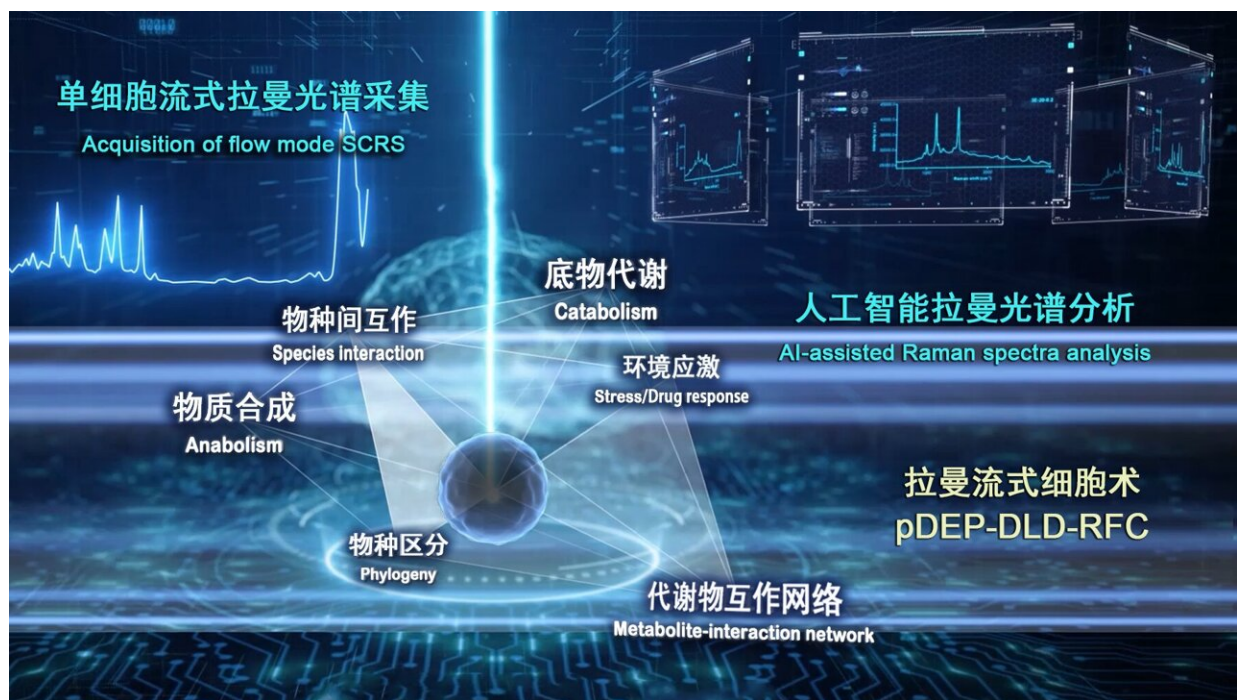 单细胞流式拉曼光谱采集
Acquisition of flow mode SCRS
底物代谢
Catabolism
物种间互作
Species interaction
人工智能拉曼光谱分析
AI-assisted Raman spectra analysis
环境应激
Stress/Drug response
物质合成
Anabolism
拉曼流式细胞术
pDEP-DLD-RFC
物种区分
Phylogeny
代谢物互作网络
Metabolite-interaction network